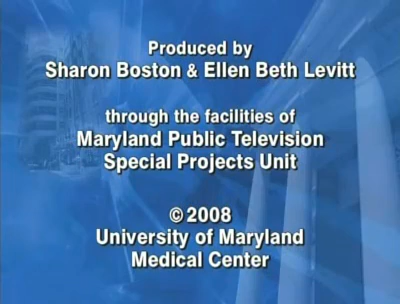 Produced by
Sharon Boston & Ellen Beth Levitt
through the facilities of
Maryland Public Television
Special Projects Unit
©2008
University of Maryland
Medical Center